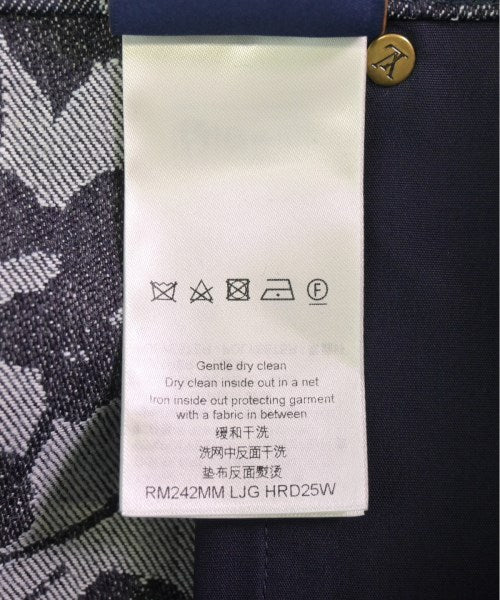 LV
F
Gentle dry clean
Dry clean inside out in a net
Iron inside out protecting garment
with a fabric in between
缓和干洗
洗网中反面干洗
垫布反面熨烫
RM242MM LJG HRD25W